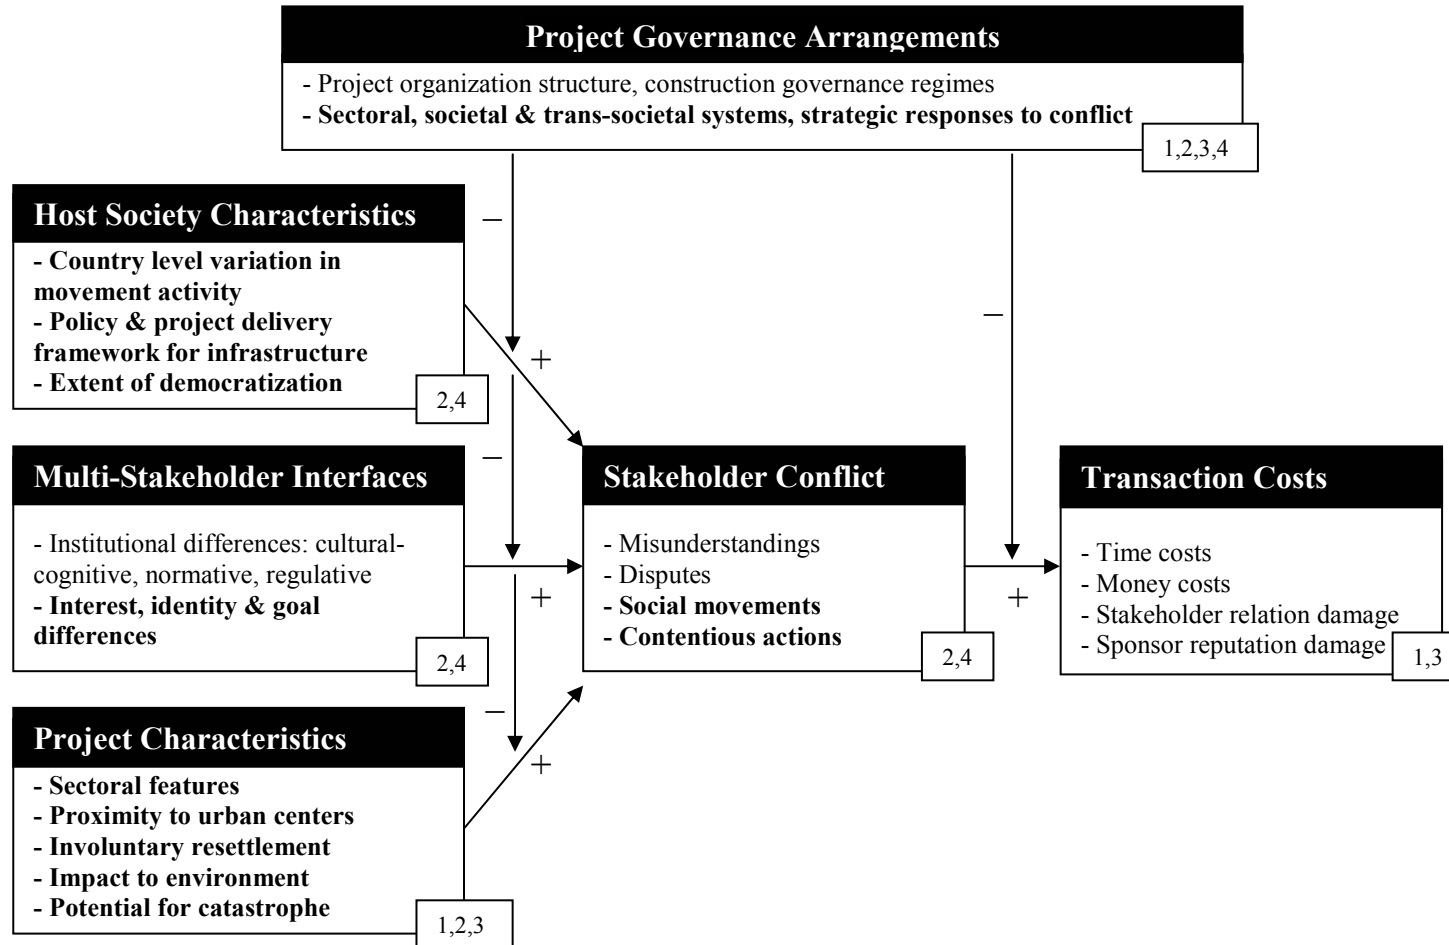 Project Governance Arrangements
- Project organization structure, construction governance regimes
- Sectoral, societal & trans-societal systems, strategic responses to conflict
1,2,3,4
Host Society Characteristics
- Country level variation in
movement activity
- Policy & project delivery
framework for infrastructure
- Extent of democratization
2,4
–
+
–
Multi-Stakeholder Interfaces
- Institutional differences: cultural-
cognitive, normative, regulative
- Interest, identity & goal
differences
2,4
–
+
Stakeholder Conflict
- Misunderstandings
- Disputes
- Social movements
- Contentious actions
2,4
+
Transaction Costs
- Time costs
- Money costs
- Stakeholder relation damage
- Sponsor reputation damage
1,3
Project Characteristics
- Sectoral features
- Proximity to urban centers
- Involuntary resettlement
- Impact to environment
- Potential for catastrophe
1,2,3
–
+